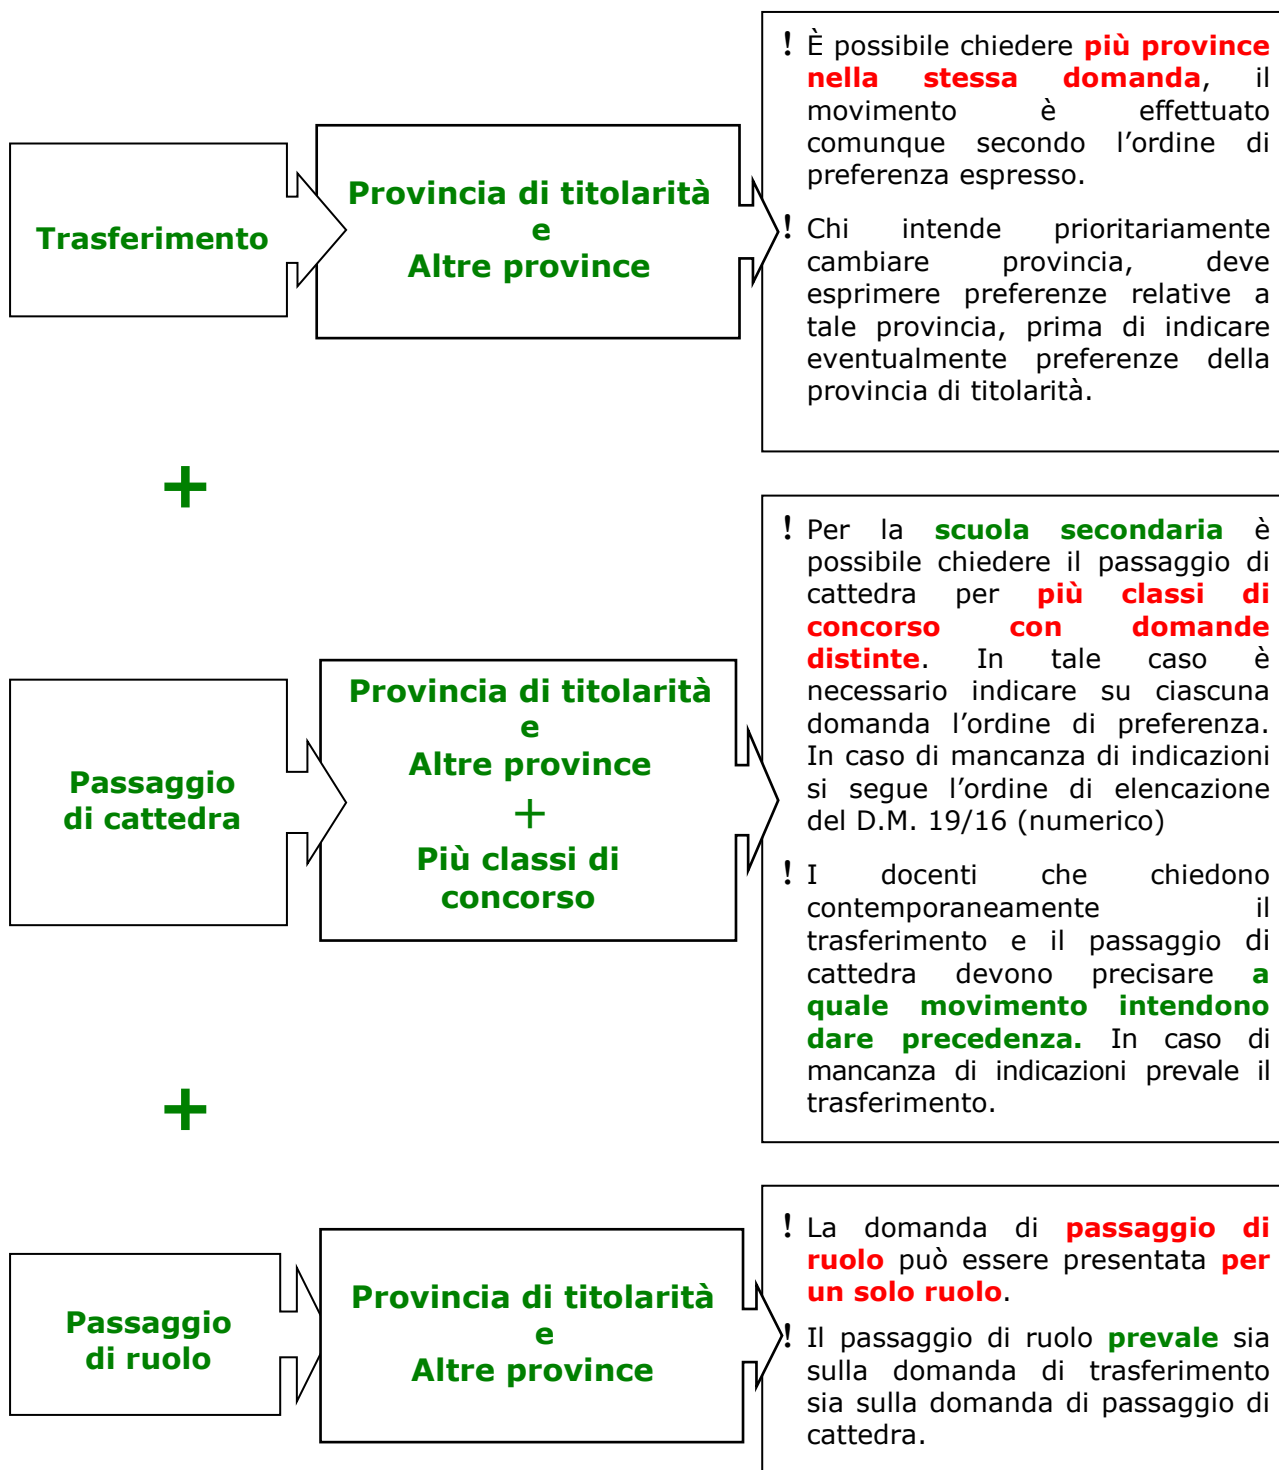 Trasferimento
Provincia di titolarità
e
Altre province
! È possibile chiedere più province
nella stessa domanda, il
movimento è effettuato
comunque secondo l’ordine di
preferenza espresso.
! Chi intende prioritariamente
cambiare provincia, deve
esprimere preferenze relative a
tale provincia, prima di indicare
eventualmente preferenze della
provincia di titolarità.
+
Passaggio
di cattedra
Provincia di titolarità
e
Altre province
+
Più classi di
concorso
! Per la scuola secondaria è
possibile chiedere il passaggio di
cattedra per più classi di
concorso con domande
distinte. In tale caso è
necessario indicare su ciascuna
domanda l’ordine di preferenza.
In caso di mancanza di indicazioni
si segue l’ordine di elencazione
del D.M. 19/16 (numerico)
! I docenti che chiedono
contemporaneamente il
trasferimento e il passaggio di
cattedra devono precisare a
quale movimento intendono
dare precedenza. In caso di
mancanza di indicazioni prevale il
trasferimento.
+
Passaggio
di ruolo
Provincia di titolarità
e
Altre province
! La domanda di passaggio di
ruolo può essere presentata per
un solo ruolo.
! Il passaggio di ruolo prevale sia
sulla domanda di trasferimento
sia sulla domanda di passaggio di
cattedra.